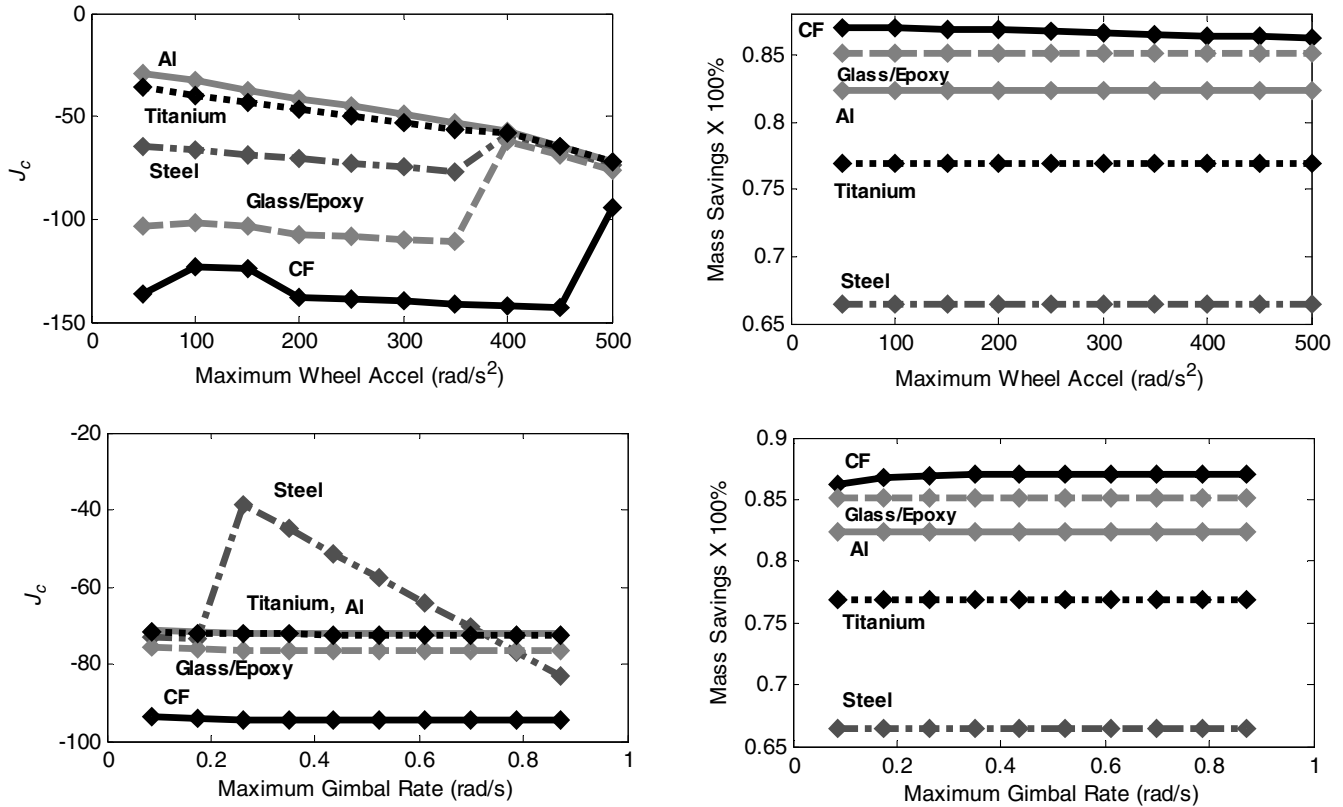 0
-50
-100
-150
J_c
Al
Titanium
Steel
Glass/Epoxy
CF
0 100 200 300 400 500
Maximum Wheel Accel (rad/s²)
0.85
0.8
0.75
0.7
0.65
Mass Savings X 100%
CF
Glass/Epoxy
Al
Titanium
Steel
0 100 200 300 400 500
Maximum Wheel Accel (rad/s²)
-20
-40
-60
-80
-100
J_c
Steel
Titanium, Al
Glass/Epoxy
CF
0 0.2 0.4 0.6 0.8 1
Maximum Gimbal Rate (rad/s)
0.9
0.85
0.8
0.75
0.7
0.65
Mass Savings X 100%
CF
Glass/Epoxy
Al
Titanium
Steel
0 0.2 0.4 0.6 0.8 1
Maximum Gimbal Rate (rad/s)